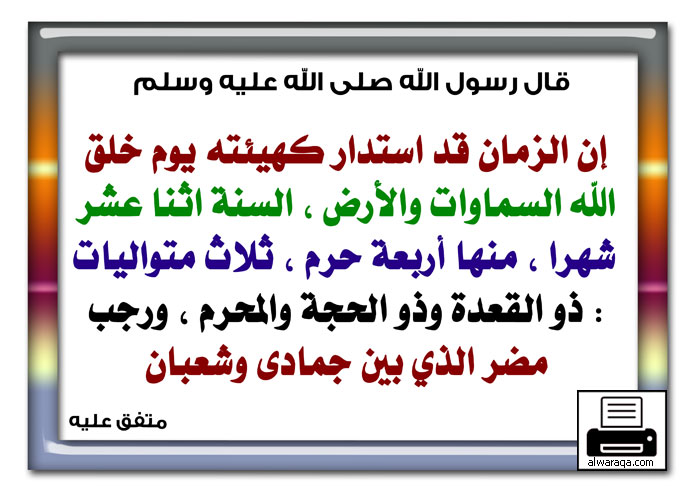 قال رسول الله صلى الله عليه وسلم
إن الزمان قد استدار كهيئته يوم خلق
الله السماوات والأرض ، السنة اثنا عشر
شهرا ، منها أربعة حرم ، ثلاث متواليات
: ذو القعدة وذو الحجة والمحرم ، ورجب
مضر الذي بين جمادى وشعبان
متفق عليه
alwaraqa.com